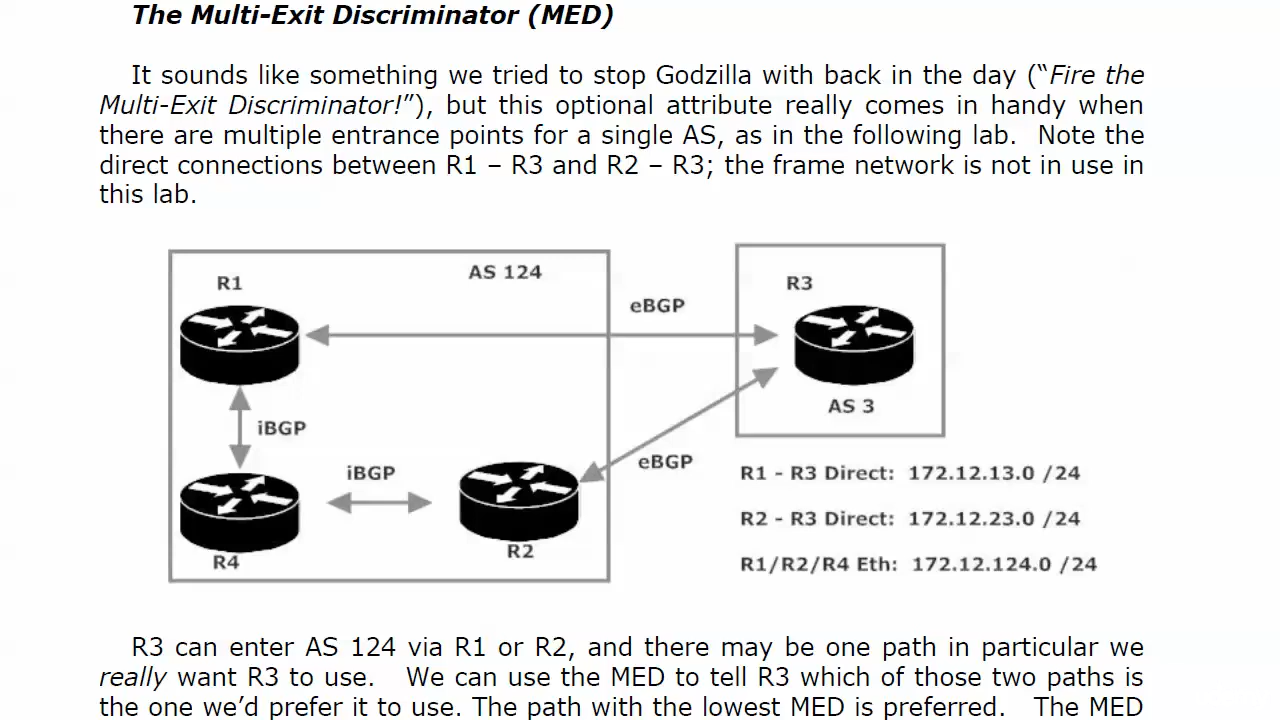 The Multi-Exit Discriminator (MED)
It sounds like something we tried to stop Godzilla with back in the day (“Fire the
Multi-Exit Discriminator!”), but this optional attribute really comes in handy when
there are multiple entrance points for a single AS, as in the following lab. Note the
direct connections between R1 – R3 and R2 – R3; the frame network is not in use in
this lab.
AS 124
R1
R3
eBGP
AS 3
iBGP
iBGP
eBGP
R1 - R3 Direct: 172.12.13.0 /24
R2 - R3 Direct: 172.12.23.0 /24
R2
R4
R1/R2/R4 Eth: 172.12.124.0 /24
R3 can enter AS 124 via R1 or R2, and there may be one path in particular we
really want R3 to use. We can use the MED to tell R3 which of those two paths is
the one we’d prefer it to use. The path with the lowest MED is preferred. The MED